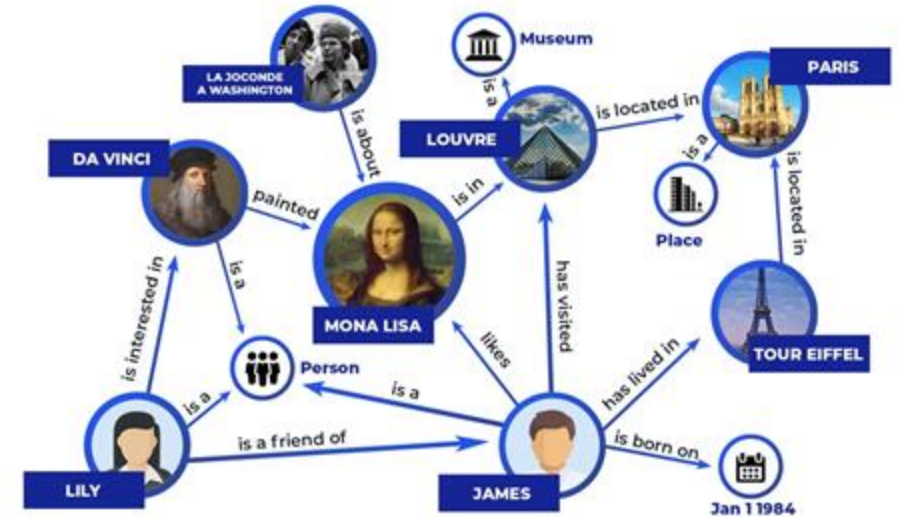 LA JOCONDE
A WASHINGTON
Museum
PARIS
is a
is located in
LOUVRE
is about
DA VINCI
is a
is located in
painted
is in
Place
is a
MONA LISA
has visited
is interested in
likes
TOUR EIFFEL
Person
has lived in
is a
is a
is a friend of
is born on
LILY
JAMES
Jan 1 1984